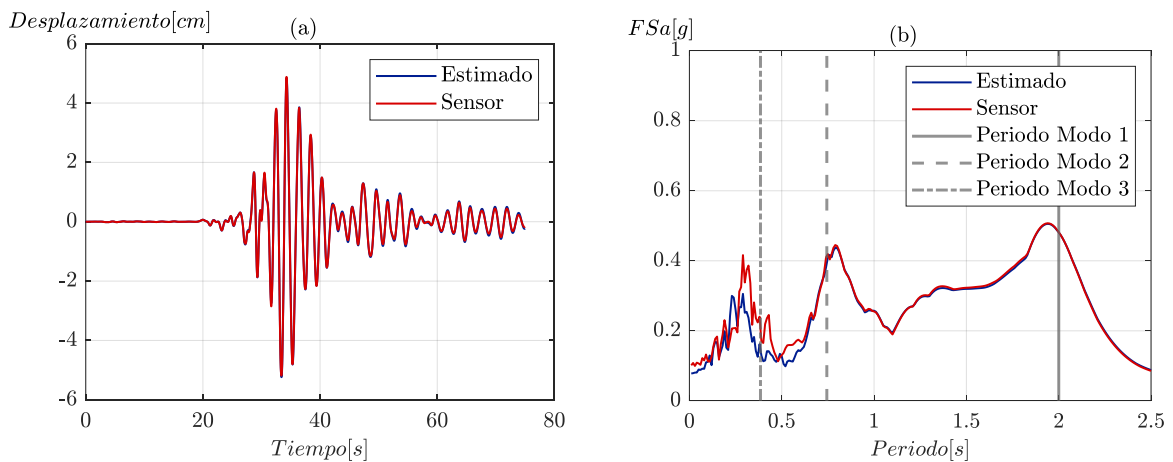 Desplazamiento[cm]
(a)
6
4
2
0
-2
-4
-6
0
20
40
60
80
Tiempo[s]
Estimado
Sensor
FSa[g]
(b)
1
0.8
0.6
0.4
0.2
0
0
0.5
1
1.5
2
2.5
Periodo[s]
Estimado
Sensor
Periodo Modo 1
Periodo Modo 2
Periodo Modo 3